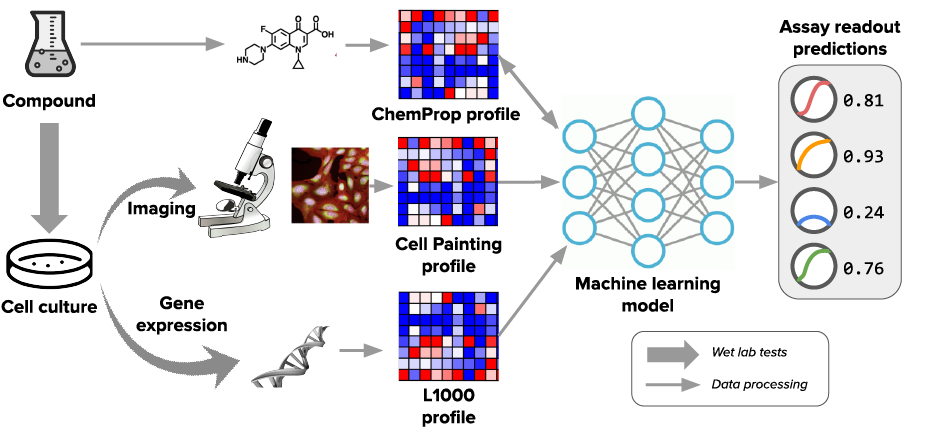 Compound
F
O
O
OH
N
HN
N
ChemProp profile
Imaging
Cell Painting
profile
Cell culture
Gene
expression
L1000
profile
Machine learning
model
Assay readout
predictions
0.81
0.93
0.24
0.76
Wet lab tests
Data processing